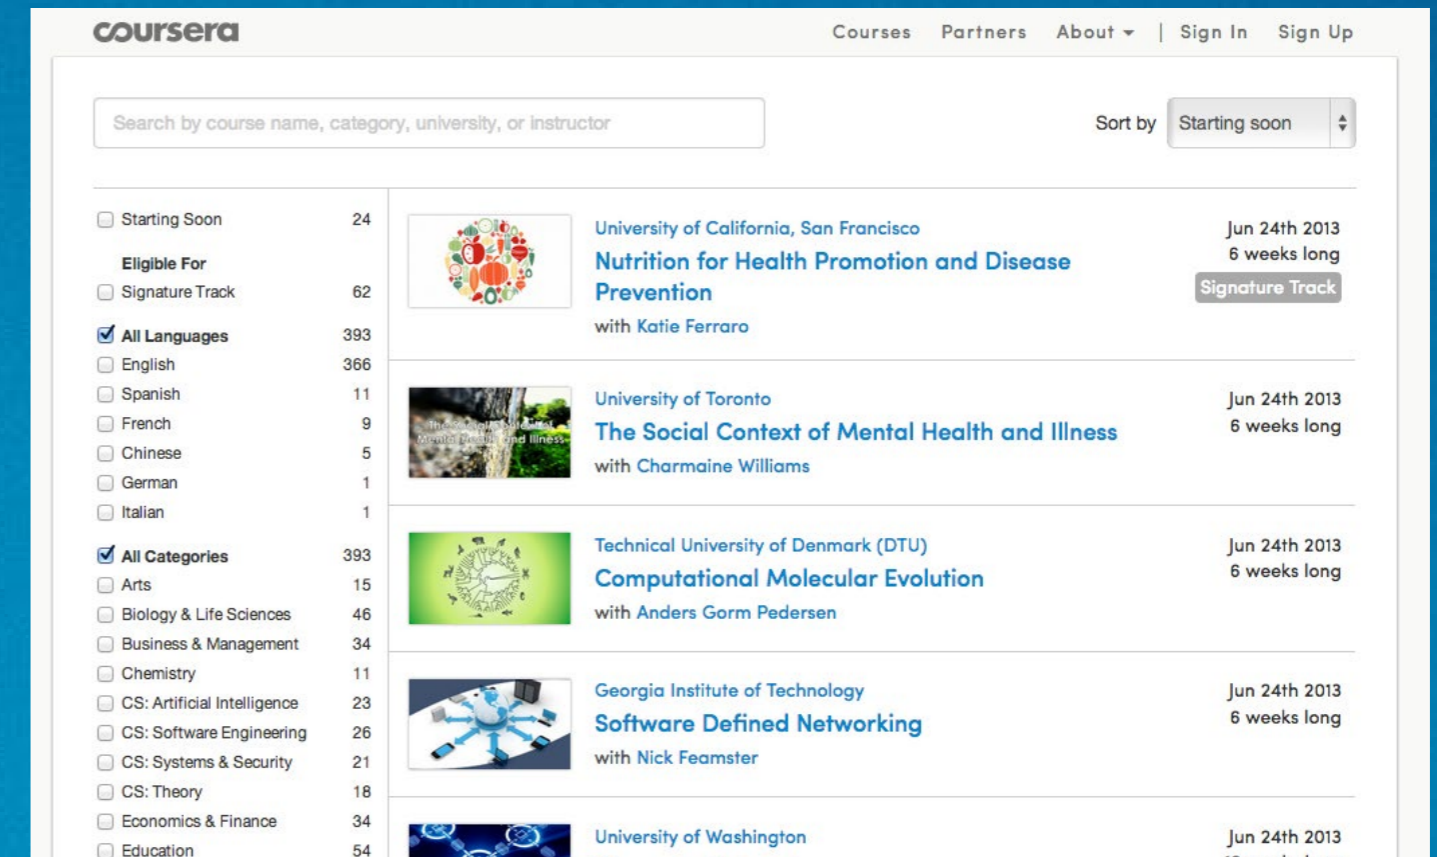 coursera
Courses Partners About | Sign In Sign Up
Search by course name, category, university, or instructor
Sort by Starting soon
Starting Soon 24
Eligible For
Signature Track 62
All Languages 393
English 366
Spanish 11
French 9
Chinese 5
German 1
Italian 1
All Categories 393
Arts 15
Biology & Life Sciences 46
Business & Management 34
Chemistry 11
CS: Artificial Intelligence 23
CS: Software Engineering 26
CS: Systems & Security 21
CS: Theory 18
Economics & Finance 34
Education 54
University of California, San Francisco
Nutrition for Health Promotion and Disease
Prevention
with Katie Ferraro
Jun 24th 2013
6 weeks long
Signature Track
The Social Context of
Mental Health and Illness
University of Toronto
The Social Context of Mental Health and Illness
with Charmaine Williams
Jun 24th 2013
6 weeks long
Technical University of Denmark (DTU)
Computational Molecular Evolution
with Anders Gorm Pedersen
Jun 24th 2013
6 weeks long
Georgia Institute of Technology
Software Defined Networking
with Nick Feamster
Jun 24th 2013
6 weeks long
University of Washington
Jun 24th 2013